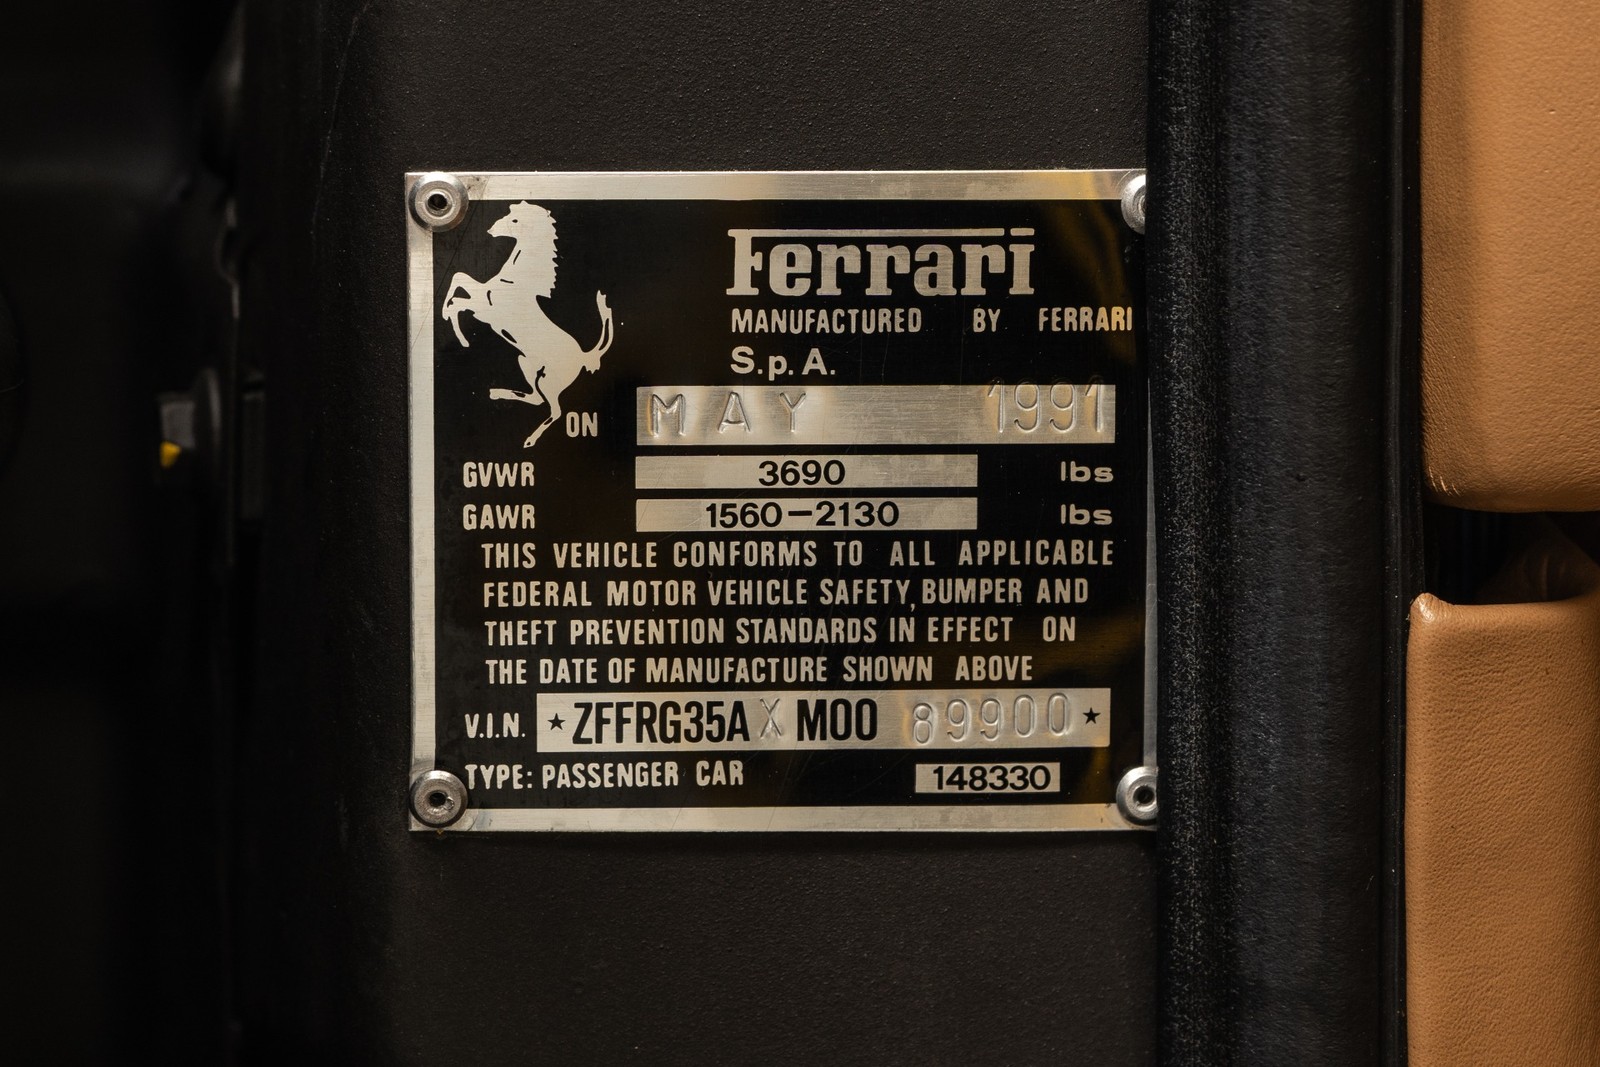 Ferrari
MANUFACTURED BY FERRARI
S.p.A.
ON MAY 1991
GVWR 3690 lbs
GAWR 1560-2130 lbs
THIS VEHICLE CONFORMS TO ALL APPLICABLE
FEDERAL MOTOR VEHICLE SAFETY, BUMPER AND
THEFT PREVENTION STANDARDS IN EFFECT ON
THE DATE OF MANUFACTURE SHOWN ABOVE
V.I.N. ★ ZFFRG35AXM0089900 ★
TYPE: PASSENGER CAR 148330